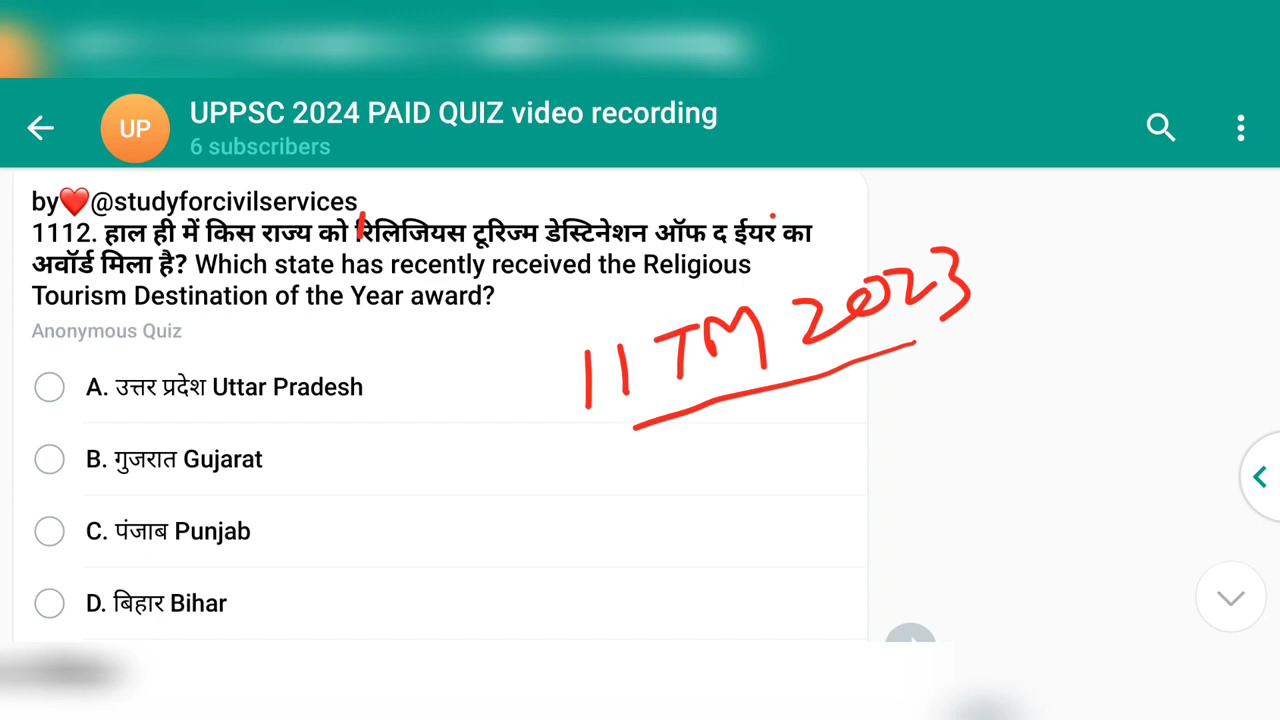 UPPSC 2024 PAID QUIZ video recording
UP
6 subscribers
by❤️@studyforcivilservices
1112. हाल ही में किस राज्य को रिलिजियस टूरिज्म डेस्टिनेशन ऑफ द ईयर का
अवॉर्ड मिला है? Which state has recently received the Religious
Tourism Destination of the Year award?
Anonymous Quiz
IITM 2023
A. उत्तर प्रदेश Uttar Pradesh
B. गुजरात Gujarat
C. पंजाब Punjab
D. बिहार Bihar